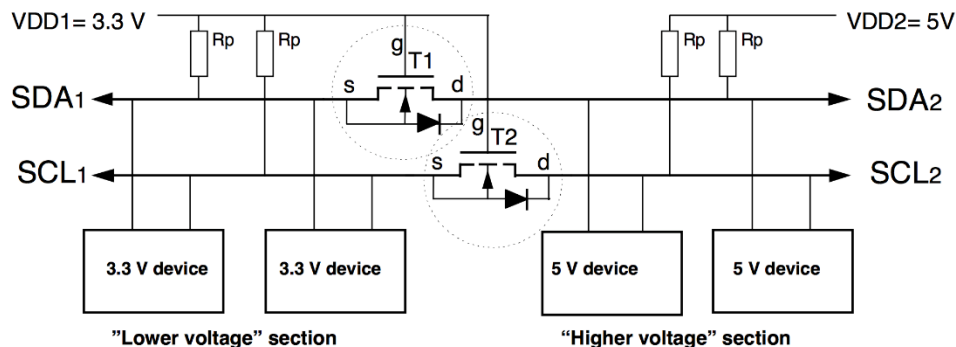 VDD1= 3.3 V
VDD2= 5V
Rp
Rp
Rp
Rp
g
T1
SDA1
s
d
SDA2
g
T2
SCL1
s
d
SCL2
3.3 V device
3.3 V device
5 V device
5 V device
”Lower voltage” section
“Higher voltage” section